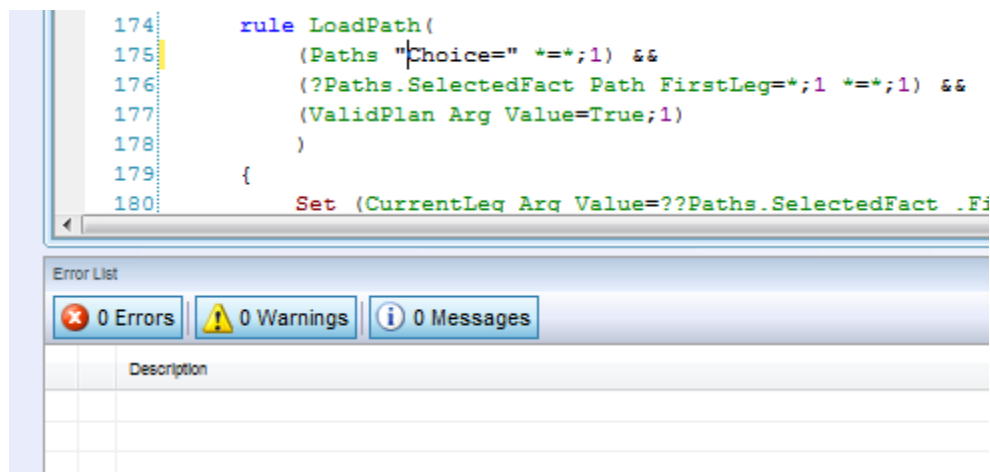 174 rule LoadPath(
175 (Paths "Choice=" *=*;1) &&
176 (?Paths.SelectedFact Path FirstLeg=*;1 *=*;1) &&
177 (ValidPlan Arg Value=True;1)
178 )
179 {
180 Set (CurrentLeg Arg Value=??Paths.SelectedFact .Fi
Error List
0 Errors 0 Warnings 0 Messages
Description